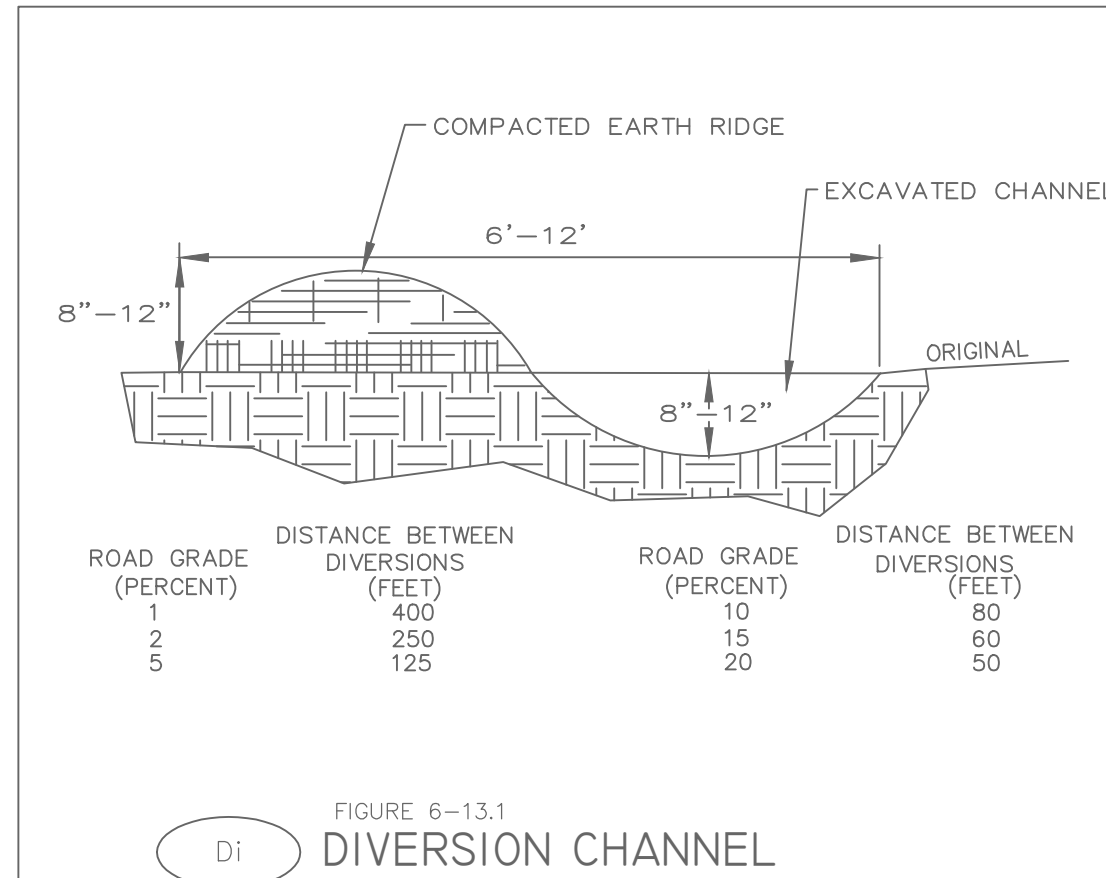 COMPACTED EARTH RIDGE
EXCAVATED CHANNEL
6'-12'
8"-12"
ORIGINAL
8"-12"
ROAD GRADE
(PERCENT)
1
2
5
DISTANCE BETWEEN
DIVERSIONS
(FEET)
400
250
125
ROAD GRADE
(PERCENT)
10
15
20
DISTANCE BETWEEN
DIVERSIONS
(FEET)
80
60
50
FIGURE 6-13.1
Di
DIVERSION CHANNEL